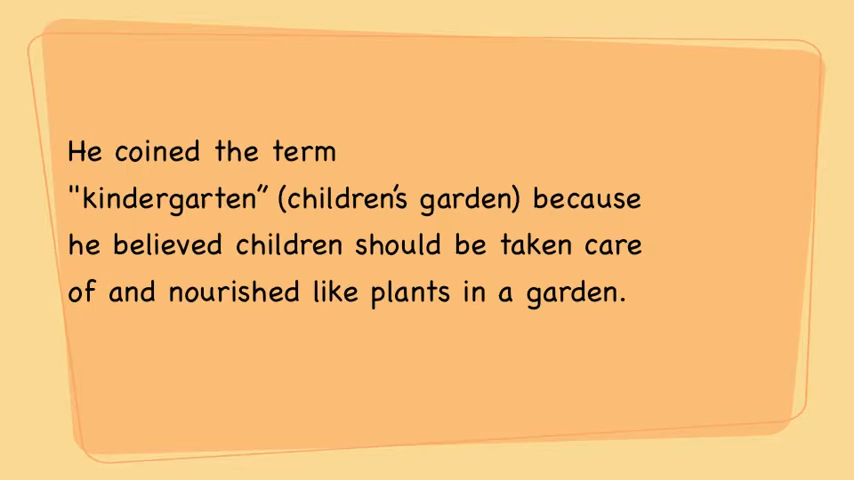 He coined the term
"kindergarten” (children’s garden) because
he believed children should be taken care
of and nourished like plants in a garden.